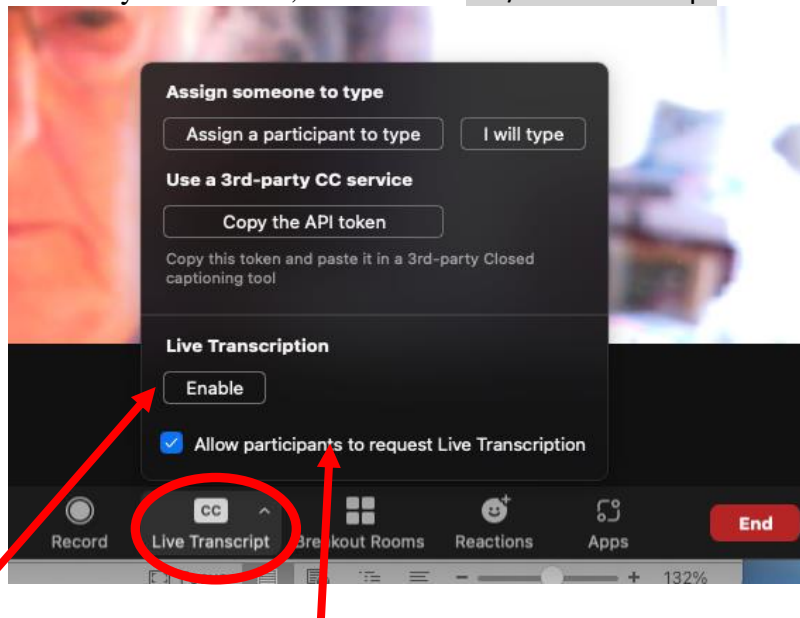 Assign someone to type
Assign a participant to type I will type
Use a 3rd-party CC service
Copy the API token
Copy this token and paste it in a 3rd-party Closed
captioning tool
Live Transcription
Enable
Allow participants to request Live Transcription
CC
Record Live Transcript Breakout Rooms Reactions Apps End
132%